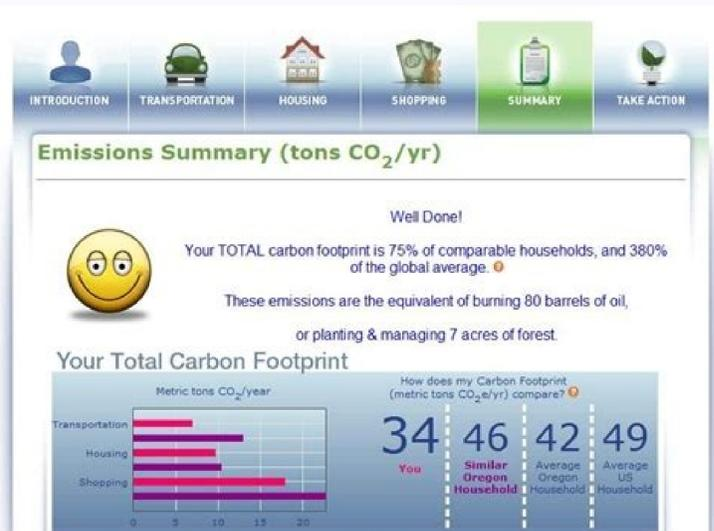 INTRODUCTION TRANSPORTATION HOUSING SHOPPING SUMMARY TAKE ACTION
Emissions Summary (tons CO₂/yr)
Well Done!
Your TOTAL carbon footprint is 75% of comparable households, and 380%
of the global average. ?
These emissions are the equivalent of burning 80 barrels of oil,
or planting & managing 7 acres of forest.
Your Total Carbon Footprint
Metric tons CO₂/year
Transportation
Housing
Shopping
0 5 10 15 20
How does my Carbon Footprint
(metric tons CO₂e/yr) compare? ?
34 46 42 49
You
Similar
Oregon
Household
Average
Oregon
Household
Average
US
Household